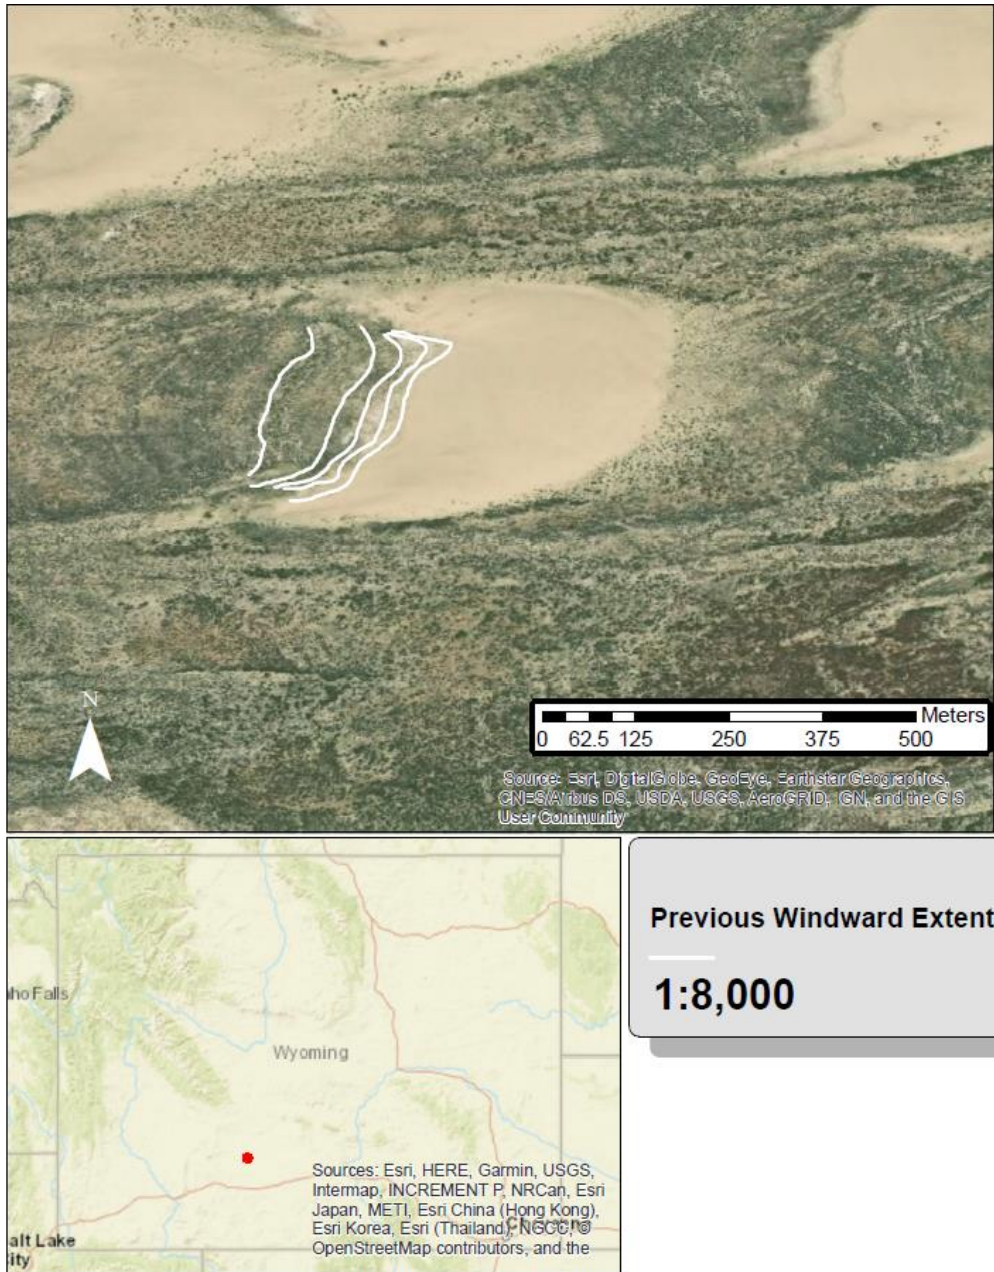 N
Meters
0 62.5 125 250 375 500
Source: Esri, DigitalGlobe, GeoEye, Earthstar Geographics,
CNES/Airbus DS, USDA, USGS, AeroGRID, IGN, and the GIS
User Community
Previous Windward Extent
1:8,000
ho Falls
Wyoming
Sources: Esri, HERE, Garmin, USGS,
Intermap, INCREMENT P, NRCan, Esri
Japan, METI, Esri China (Hong Kong),
Esri Korea, Esri (Thailand), NGCC, ©
OpenStreetMap contributors, and the
Cheyenne
alt Lake
ity